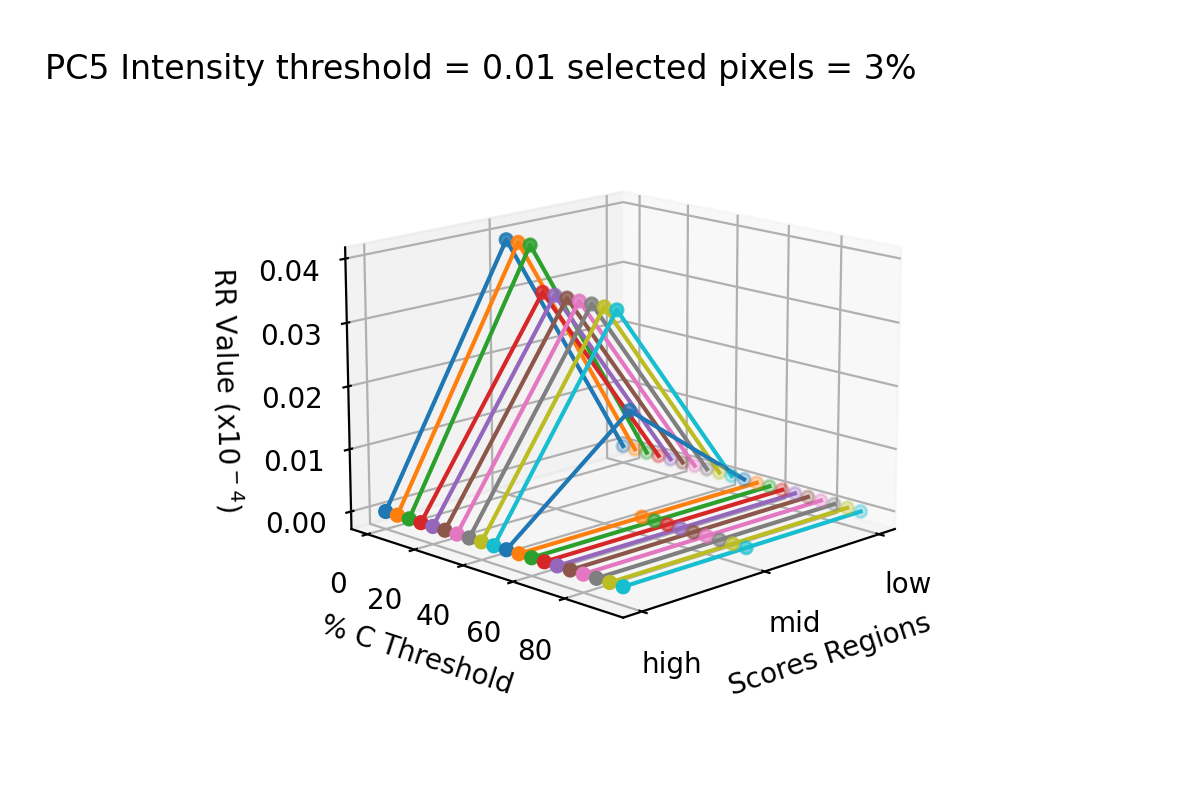 PC5 Intensity threshold = 0.01 selected pixels = 3%
RR Value (x10⁻⁴)
0.04
0.03
0.02
0.01
0.00
0
20
40
60
80
% C Threshold
high
mid
low
Scores Regions